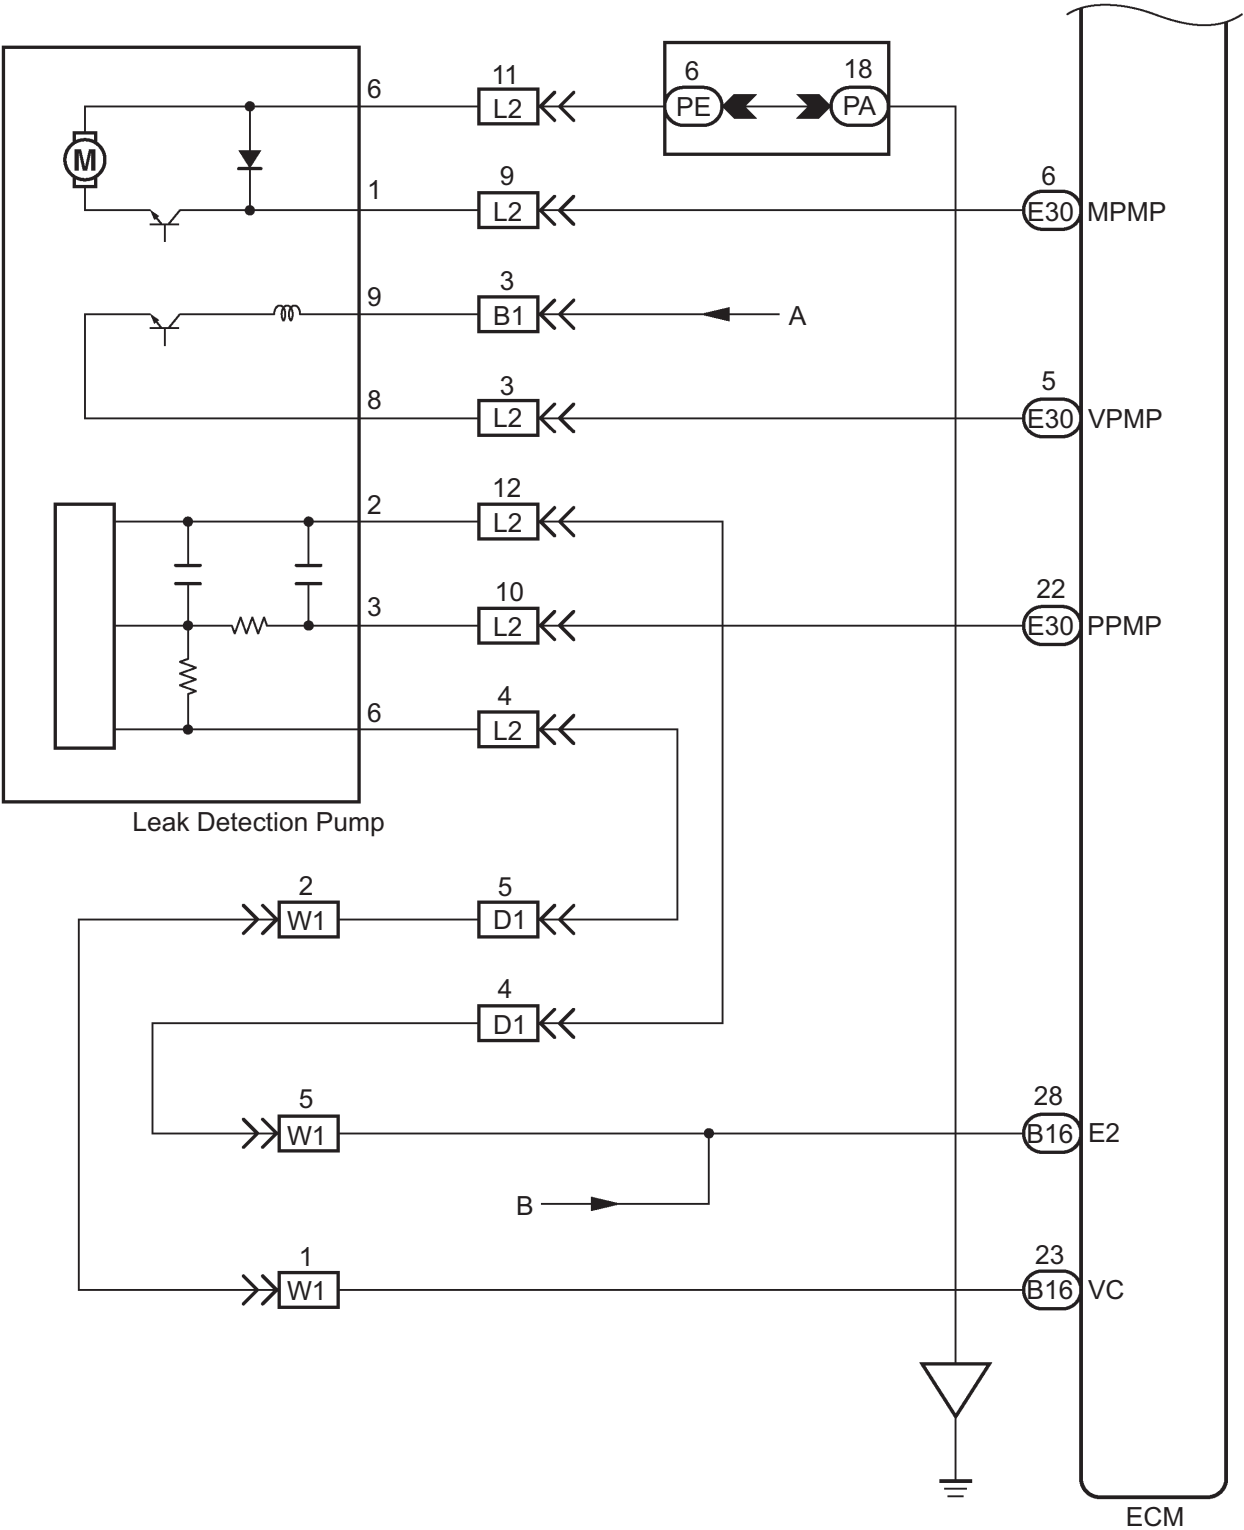 6 11 L2 6 PE 18 PA
M
1 9 L2 6 E30 MPMP
9 3 B1 A
8 3 L2 5 E30 VPMP
2 12 L2
3 10 L2 22 E30 PPMP
6 4 L2
Leak Detection Pump
2 W1 5 D1
4 D1
5 W1 28 B16 E2
B
1 W1 23 B16 VC
ECM